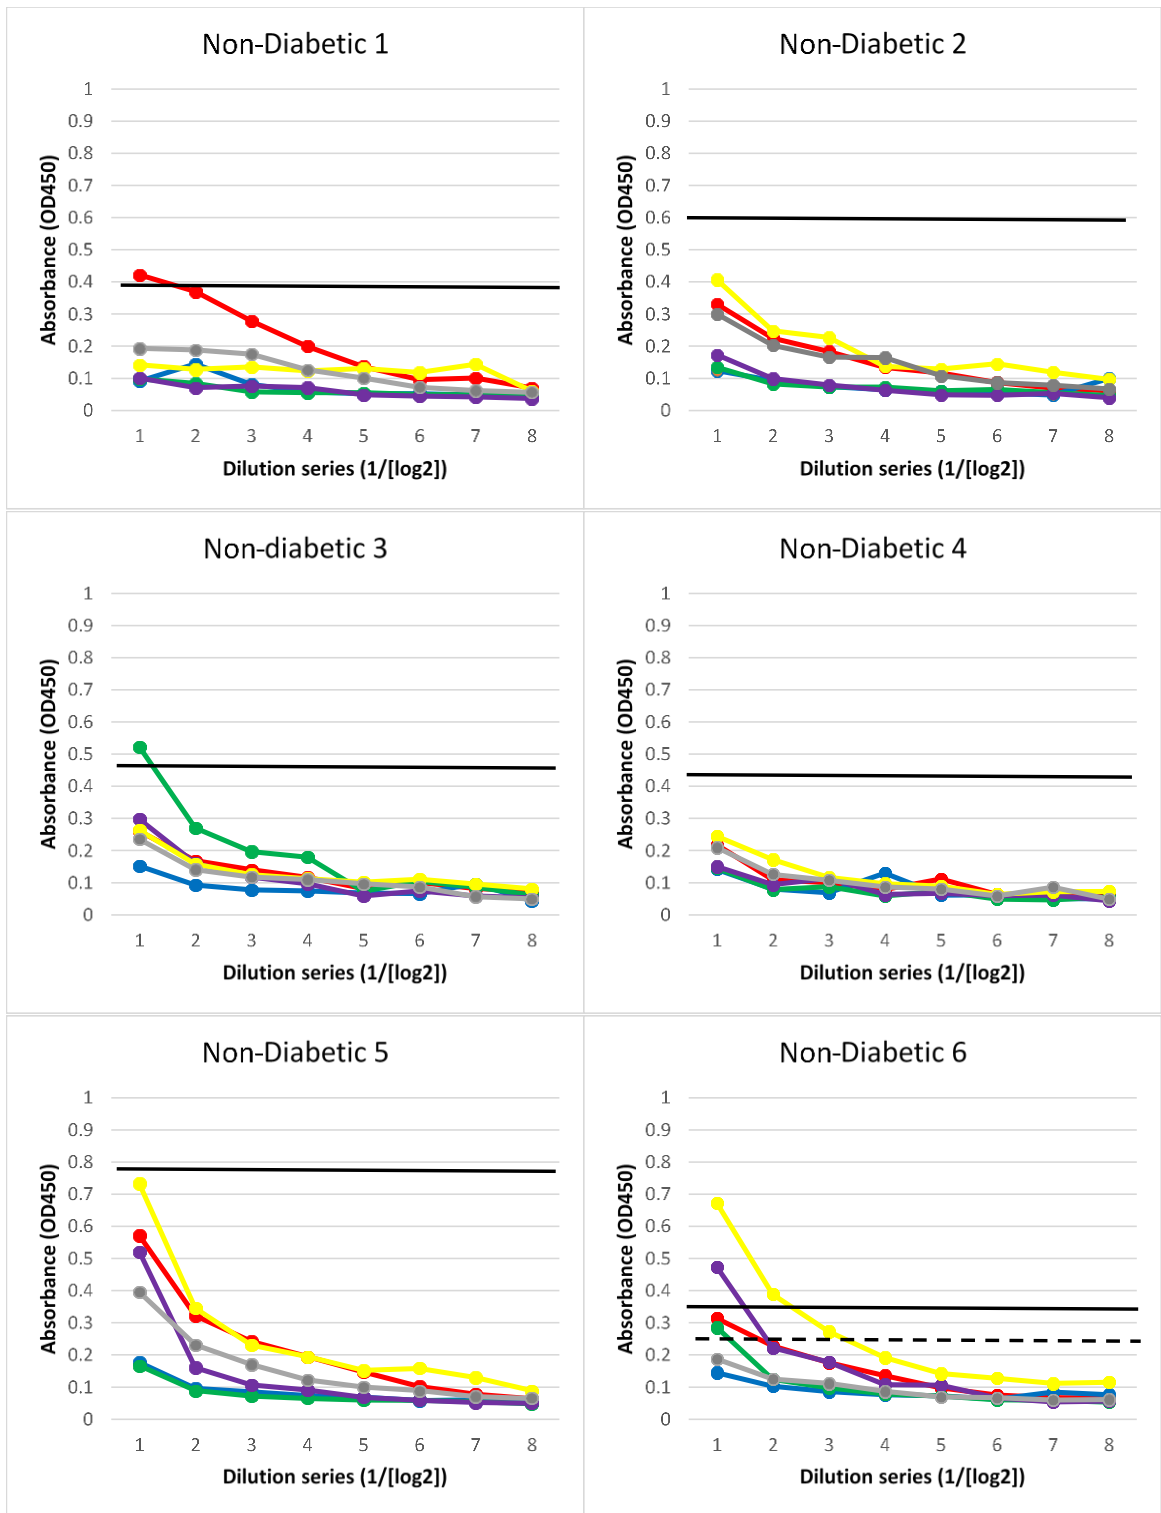 Non-Diabetic 1
Absorbance (OD450)
1
0.9
0.8
0.7
0.6
0.5
0.4
0.3
0.2
0.1
0
1 2 3 4 5 6 7 8
Dilution series (1/[log2])
Non-Diabetic 2
Absorbance (OD450)
1
0.9
0.8
0.7
0.6
0.5
0.4
0.3
0.2
0.1
0
1 2 3 4 5 6 7 8
Dilution series (1/[log2])
Non-diabetic 3
Absorbance (OD450)
1
0.9
0.8
0.7
0.6
0.5
0.4
0.3
0.2
0.1
0
1 2 3 4 5 6 7 8
Dilution series (1/[log2])
Non-Diabetic 4
Absorbance (OD450)
1
0.9
0.8
0.7
0.6
0.5
0.4
0.3
0.2
0.1
0
1 2 3 4 5 6 7 8
Dilution series (1/[log2])
Non-Diabetic 5
Absorbance (OD450)
1
0.9
0.8
0.7
0.6
0.5
0.4
0.3
0.2
0.1
0
1 2 3 4 5 6 7 8
Dilution series (1/[log2])
Non-Diabetic 6
Absorbance (OD450)
1
0.9
0.8
0.7
0.6
0.5
0.4
0.3
0.2
0.1
0
1 2 3 4 5 6 7 8
Dilution series (1/[log2])